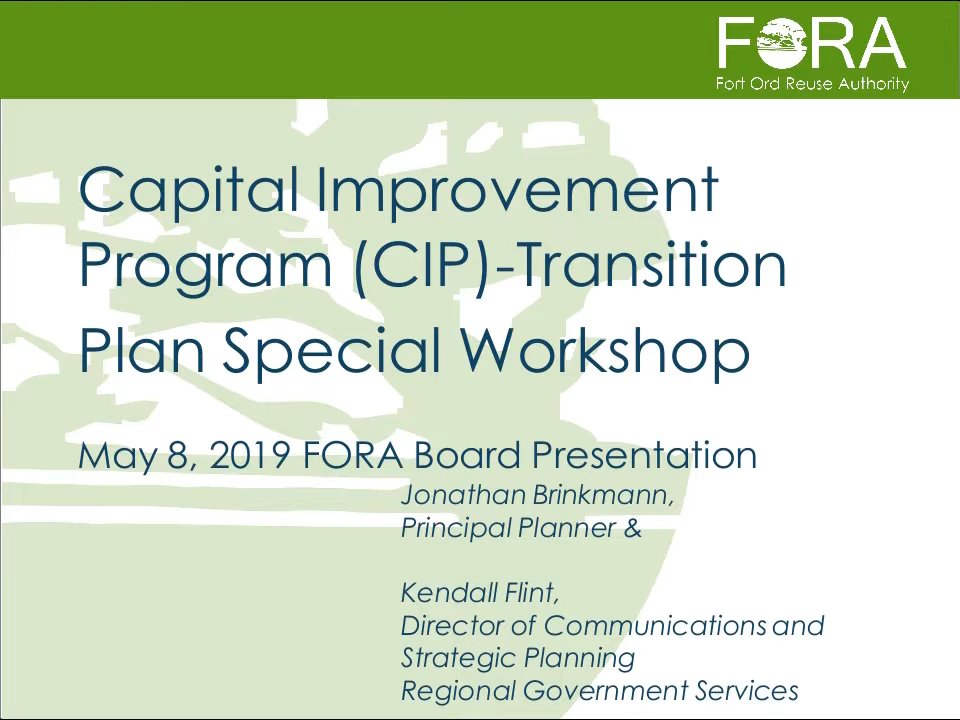 FORA
Fort Ord Reuse Authority
Capital Improvement
Program (CIP)-Transition
Plan Special Workshop
May 8, 2019 FORA Board Presentation
Jonathan Brinkmann,
Principal Planner &
Kendall Flint,
Director of Communications and
Strategic Planning
Regional Government Services